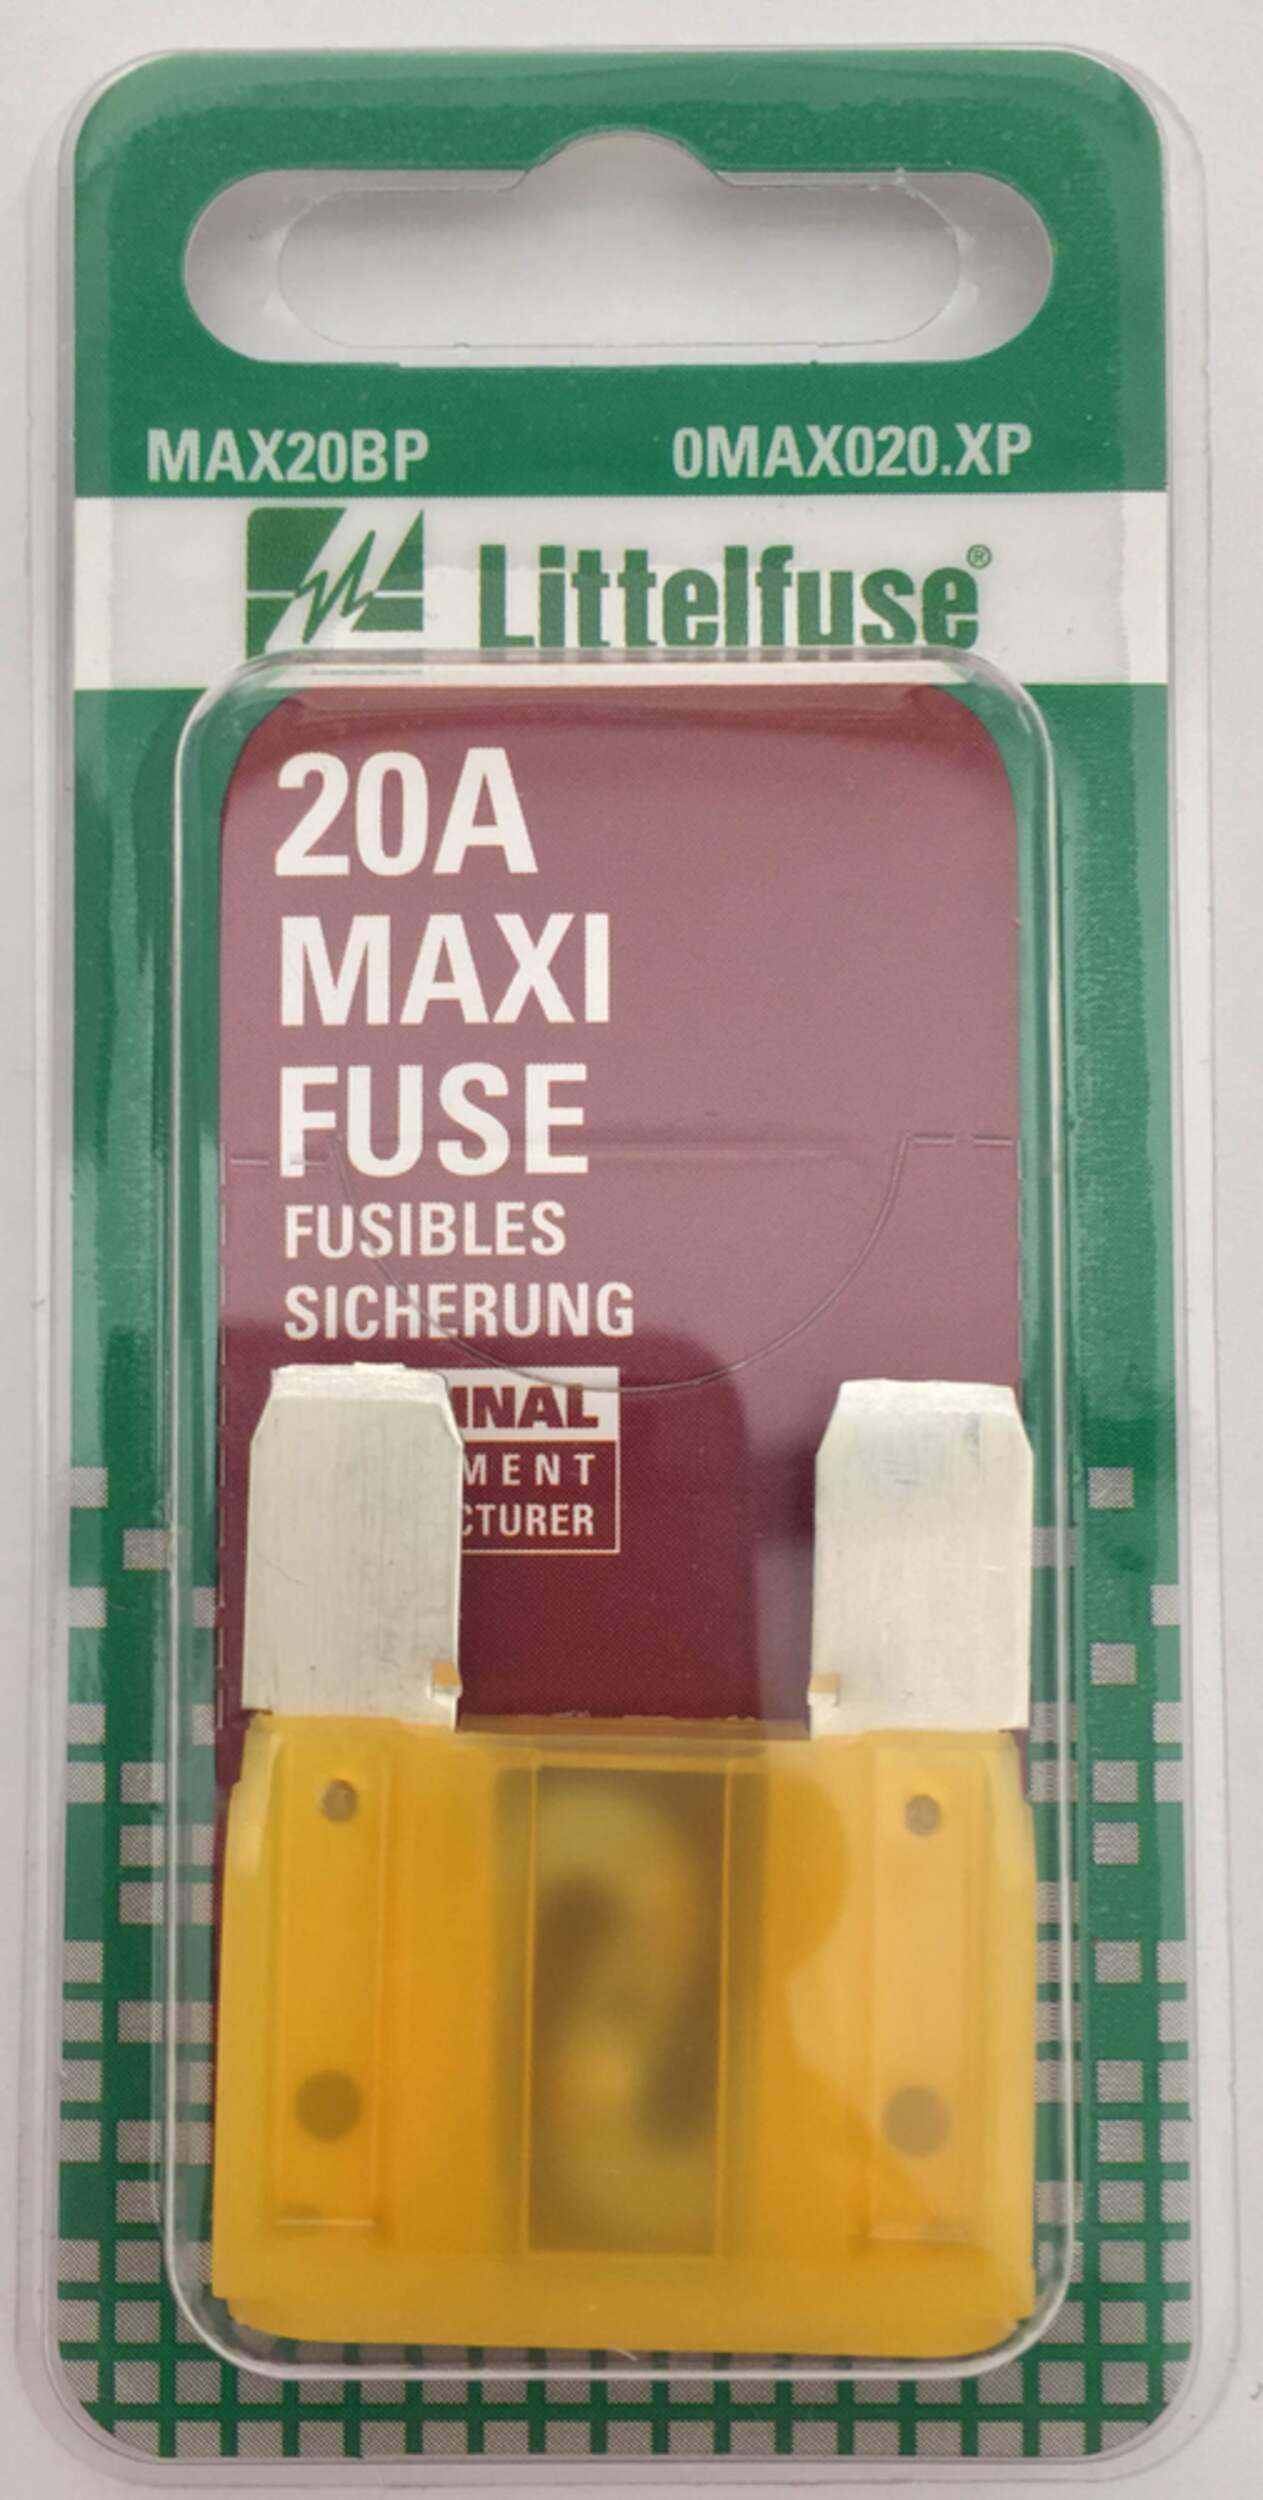 MAX20BP 0MAX020.XP
Littelfuse®
20A
MAXI
FUSE
FUSIBLES
SICHERUNG